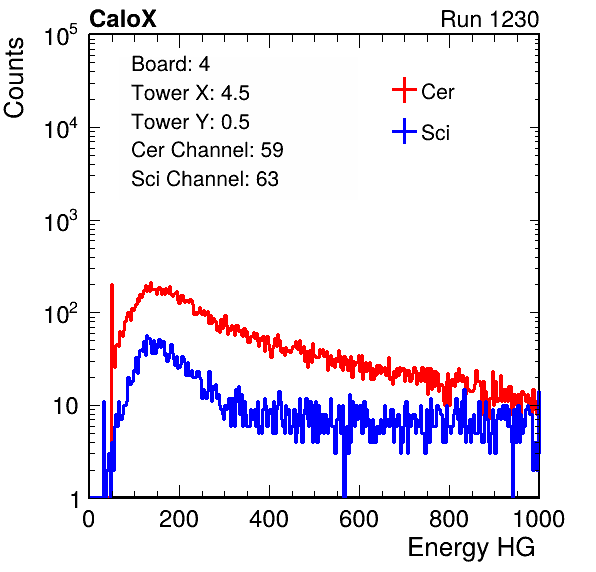 CaloX Run 1230
Counts
10^5
10^4
10^3
10^2
10
1
Board: 4
Tower X: 4.5
Tower Y: 0.5
Cer Channel: 59
Sci Channel: 63
Cer
Sci
0 200 400 600 800 1000
Energy HG